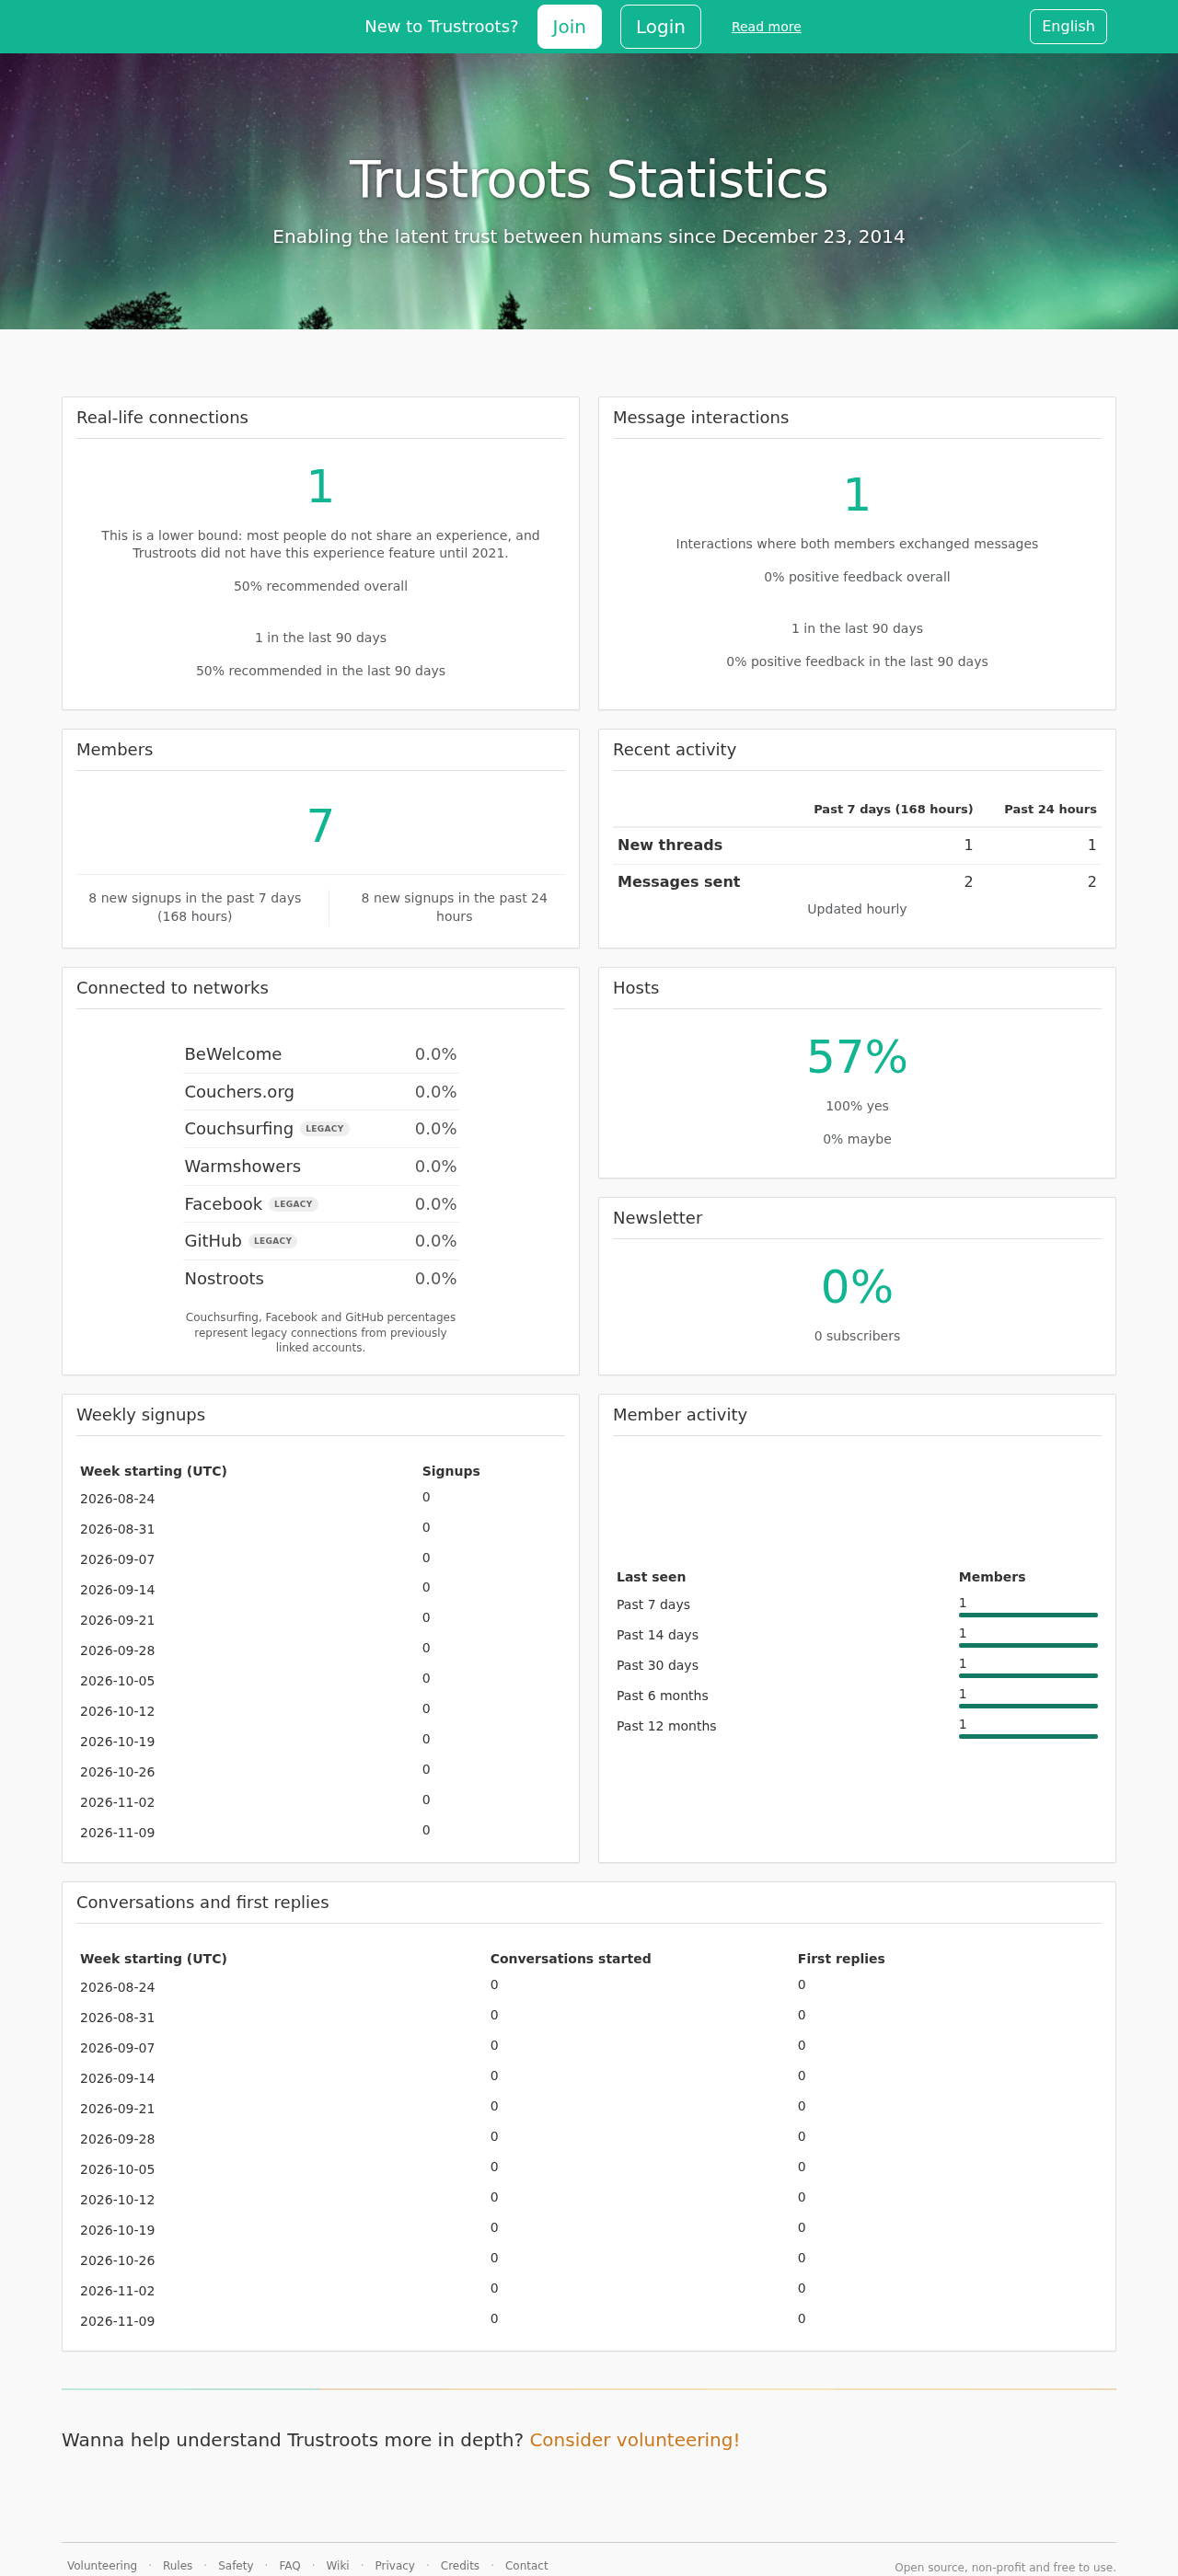 New to Trustroots? Join Login Read more English
Trustroots Statistics
Enabling the latent trust between humans since December 23, 2014
Real-life connections
1
This is a lower bound: most people do not share an experience, and
Trustroots did not have this experience feature until 2021.
50% recommended overall
1 in the last 90 days
50% recommended in the last 90 days
Message interactions
1
Interactions where both members exchanged messages
0% positive feedback overall
1 in the last 90 days
0% positive feedback in the last 90 days
Members
7
8 new signups in the past 7 days
(168 hours)
8 new signups in the past 24
hours
Recent activity
Past 7 days (168 hours) Past 24 hours
New threads 1 1
Messages sent 2 2
Updated hourly
Connected to networks
BeWelcome 0.0%
Couchers.org 0.0%
Couchsurfing LEGACY 0.0%
Warmshowers 0.0%
Facebook LEGACY 0.0%
GitHub LEGACY 0.0%
Nostroots 0.0%
Couchsurfing, Facebook and GitHub percentages
represent legacy connections from previously
linked accounts.
Hosts
57%
100% yes
0% maybe
Newsletter
0%
0 subscribers
Weekly signups
Week starting (UTC) Signups
2026-08-24 0
2026-08-31 0
2026-09-07 0
2026-09-14 0
2026-09-21 0
2026-09-28 0
2026-10-05 0
2026-10-12 0
2026-10-19 0
2026-10-26 0
2026-11-02 0
2026-11-09 0
Member activity
Last seen Members
Past 7 days 1
Past 14 days 1
Past 30 days 1
Past 6 months 1
Past 12 months 1
Conversations and first replies
Week starting (UTC) Conversations started First replies
2026-08-24 0 0
2026-08-31 0 0
2026-09-07 0 0
2026-09-14 0 0
2026-09-21 0 0
2026-09-28 0 0
2026-10-05 0 0
2026-10-12 0 0
2026-10-19 0 0
2026-10-26 0 0
2026-11-02 0 0
2026-11-09 0 0
Wanna help understand Trustroots more in depth? Consider volunteering!
Volunteering · Rules · Safety · FAQ · Wiki · Privacy · Credits · Contact
Open source, non-profit and free to use.